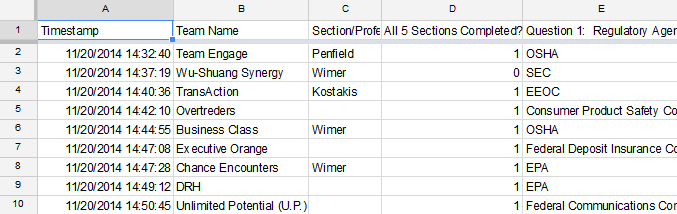 A B C D E
1 Timestamp Team Name Section/Profe All 5 Sections Completed? Question 1: Regulatory Agen
2 11/20/2014 14:32:40 Team Engage Penfield 1 OSHA
3 11/20/2014 14:37:19 Wu-Shuang Synergy Wimer 0 SEC
4 11/20/2014 14:40:36 TransAction Kostakis 1 EEOC
5 11/20/2014 14:42:10 Overtreders 1 Consumer Product Safety Co
6 11/20/2014 14:44:55 Business Class Wimer 1 OSHA
7 11/20/2014 14:47:08 Executive Orange 1 Federal Deposit Insurance Co
8 11/20/2014 14:47:28 Chance Encounters Wimer 1 EPA
9 11/20/2014 14:49:12 DRH 1 EPA
10 11/20/2014 14:50:45 Unlimited Potential (U.P.) 1 Federal Communications Com